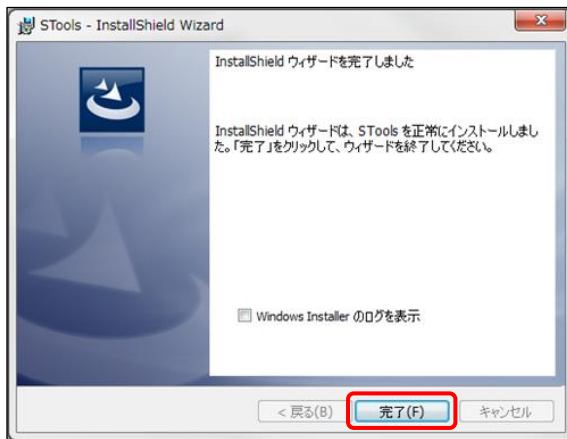 STools - InstallShield Wizard
InstallShield ウィザードを完了しました
InstallShield ウィザードは、STools を正常にインストールしまし
た。「完了」をクリックして、ウィザードを終了してください。
Windows Installer のログを表示
< 戻る(B)
完了(F)
キャンセル